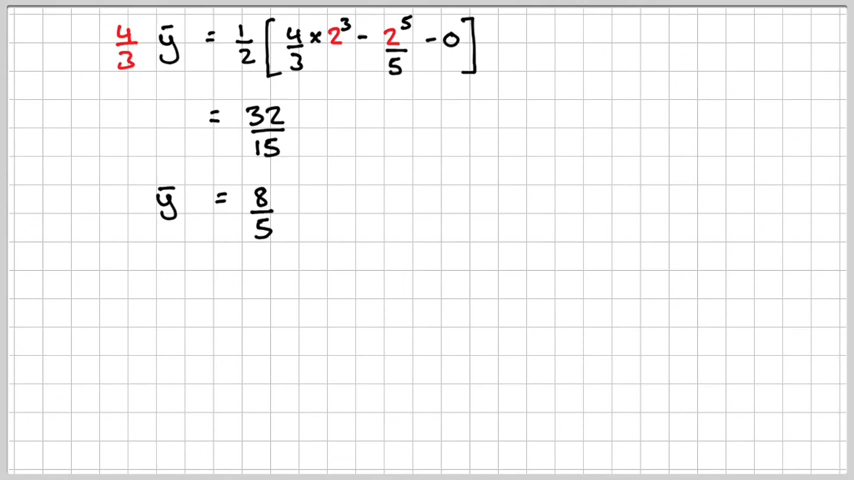 4/3 ȳ = 1/2 [ 4/3 × 2³ - 2⁵/5 - 0 ]
= 32/15
ȳ = 8/5